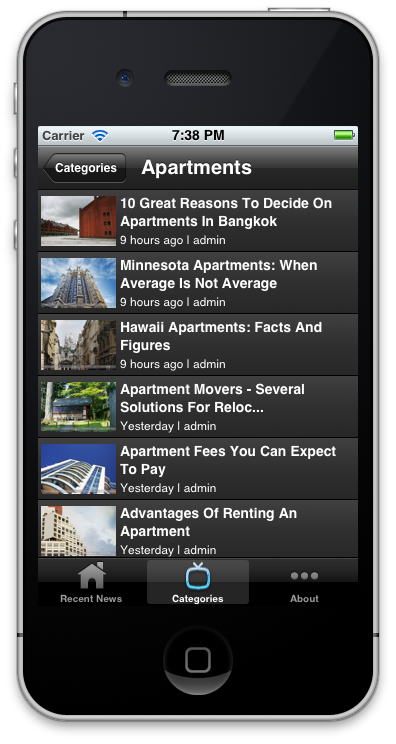 Carrier 7:38 PM
Categories Apartments
10 Great Reasons To Decide On
Apartments In Bangkok
9 hours ago | admin
Minnesota Apartments: When
Average Is Not Average
9 hours ago | admin
Hawaii Apartments: Facts And
Figures
9 hours ago | admin
Apartment Movers - Several
Solutions For Reloc...
Yesterday | admin
Apartment Fees You Can Expect
To Pay
Yesterday | admin
Advantages Of Renting An
Apartment
Yesterday | admin
Recent News Categories About